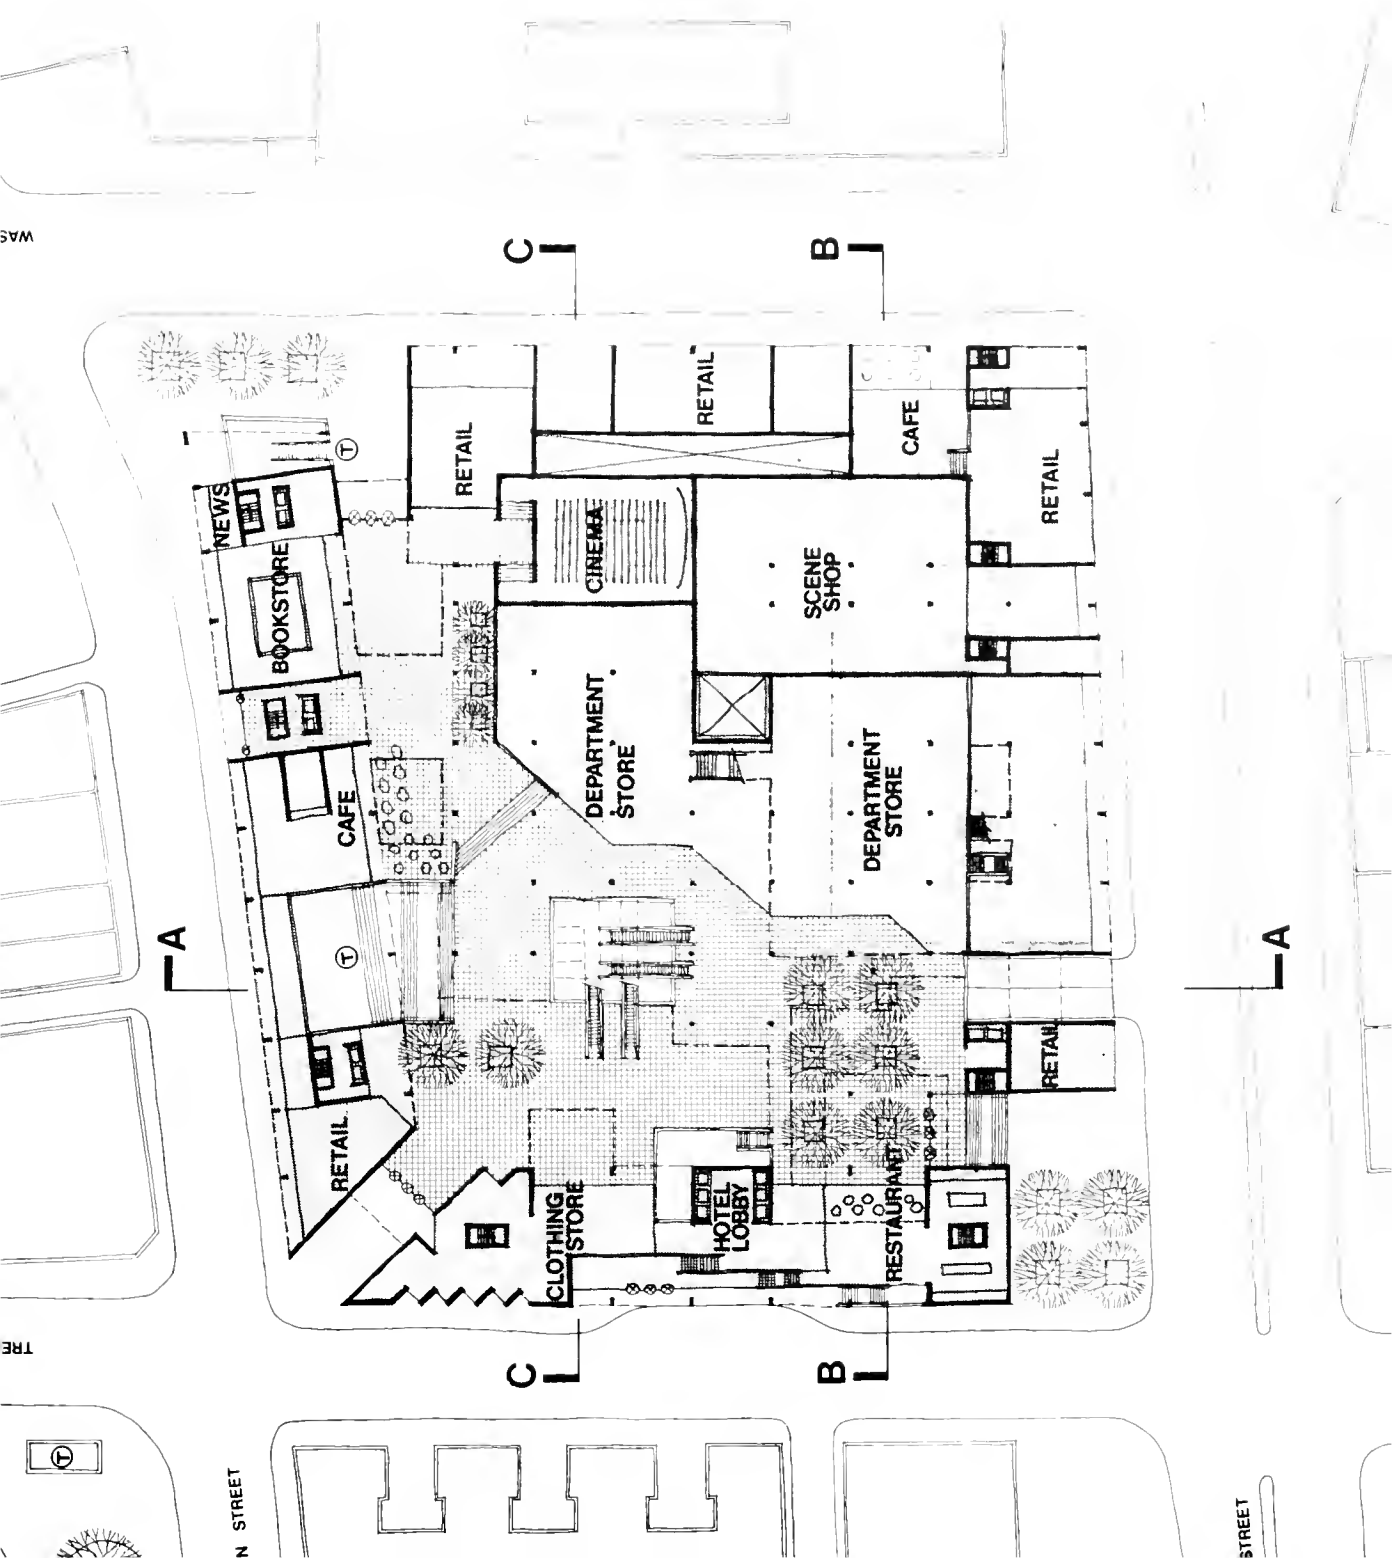 WAS
C
B
RETAIL
RETAIL
CAFE
RETAIL
T
NEWS
BOOKSTORE
CINEMA
SCENE
SHOP
DEPARTMENT
STORE
DEPARTMENT
STORE
CAFE
A
T
A
RETAIL
RETAIL
CLOTHING
STORE
HOTEL
LOBBY
RESTAURANT
TRE
C
B
T
N STREET
STREET